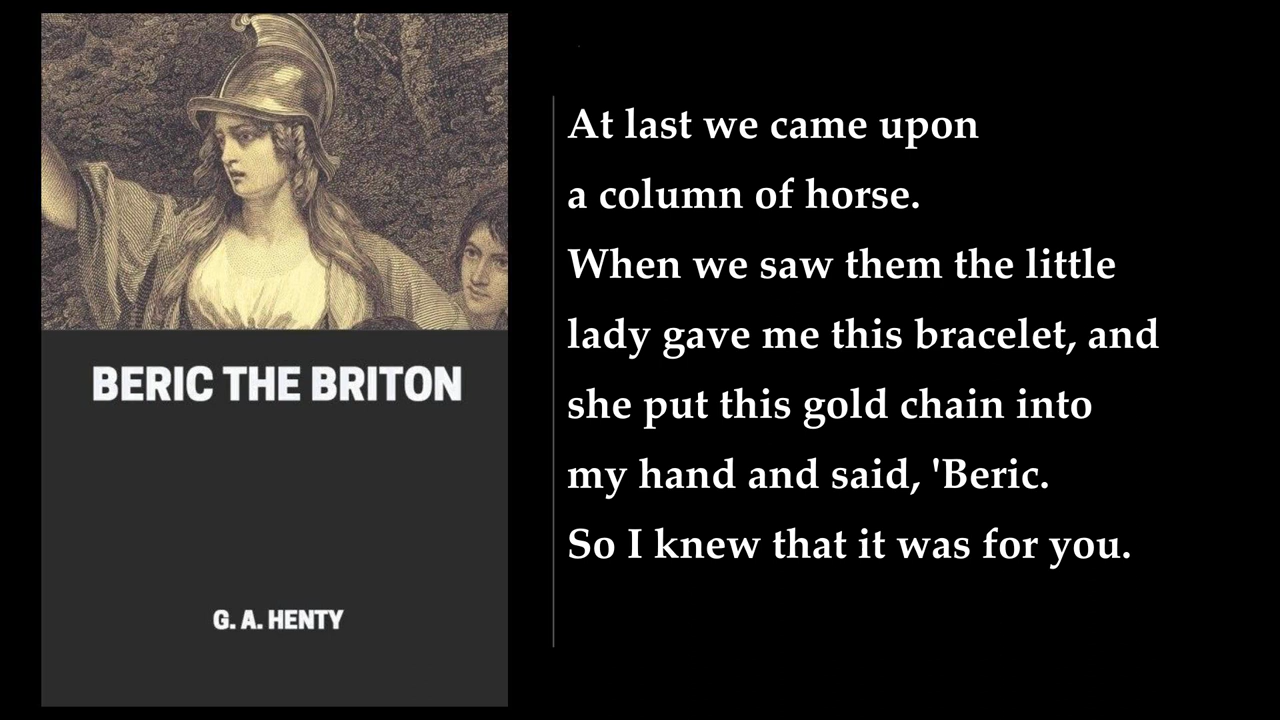 BERIC THE BRITON
G. A. HENTY
At last we came upon
a column of horse.
When we saw them the little
lady gave me this bracelet, and
she put this gold chain into
my hand and said, 'Beric.
So I knew that it was for you.